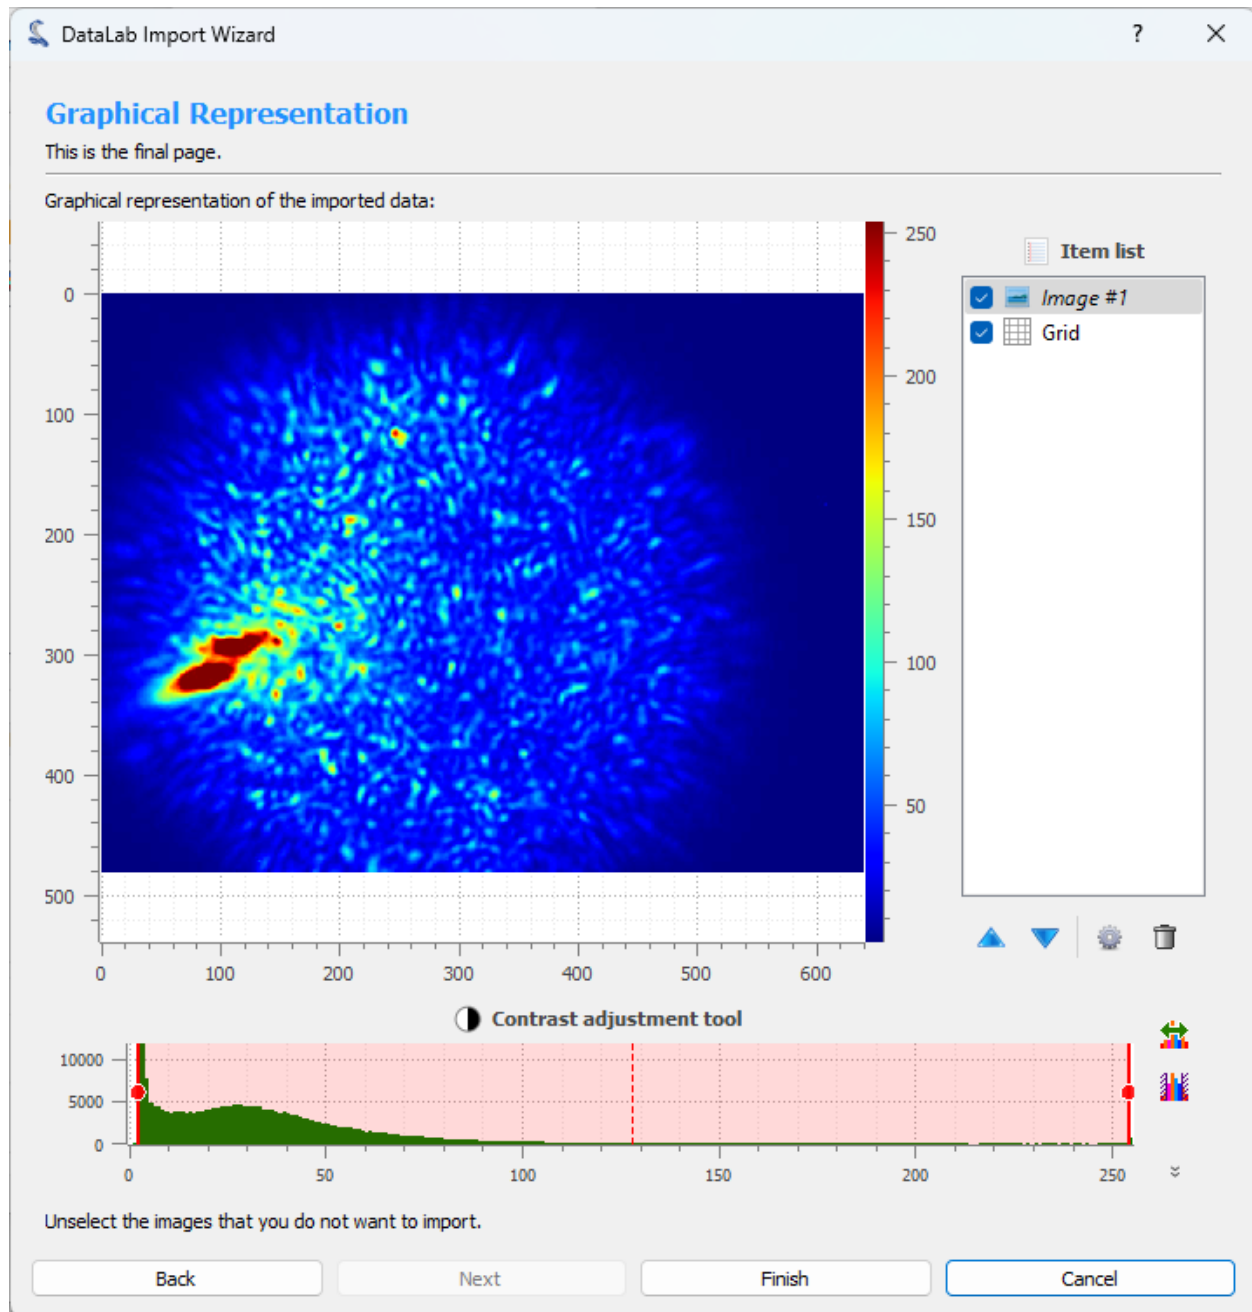 DataLab Import Wizard ?
Graphical Representation
This is the final page.
Graphical representation of the imported data:
0
100
200
300
400
500
0 100 200 300 400 500 600
250
200
150
100
50
Item list
Image #1
Grid
Contrast adjustment tool
10000
5000
0
0 50 100 150 200 250
Unselect the images that you do not want to import.
Back Next Finish Cancel